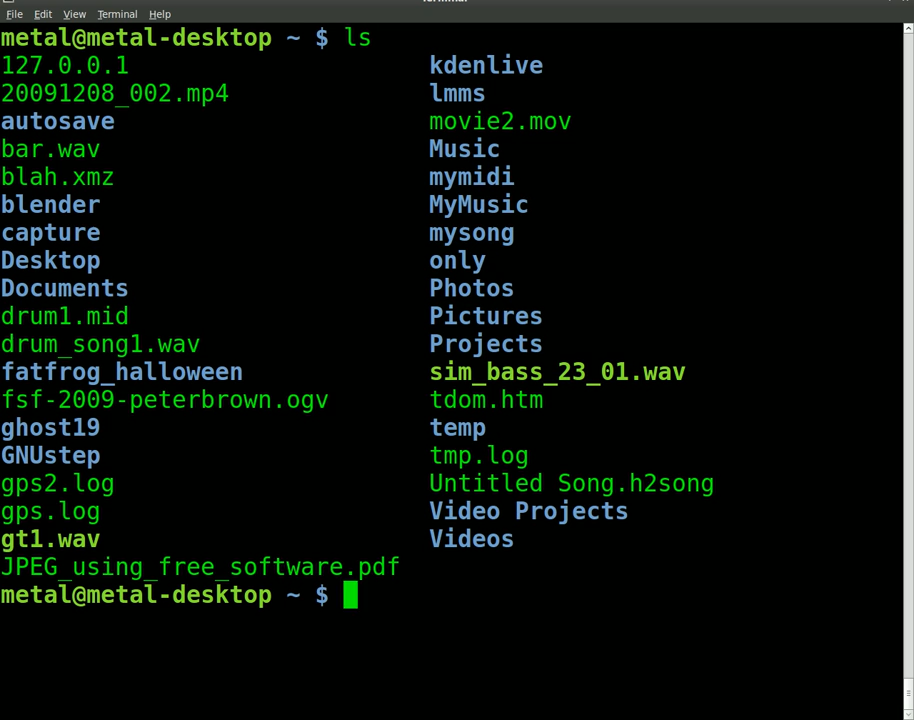 File Edit View Terminal Help
metal@metal-desktop ~ $ ls
127.0.0.1 kdenlive
20091208_002.mp4 lmms
autosave movie2.mov
bar.wav Music
blah.xmz mymidi
blender MyMusic
capture mysong
Desktop only
Documents Photos
drum1.mid Pictures
drum_song1.wav Projects
fatfrog_halloween sim_bass_23_01.wav
fsf-2009-peterbrown.ogv tdom.htm
ghost19 temp
GNUstep tmp.log
gps2.log Untitled Song.h2song
gps.log Video Projects
gt1.wav Videos
JPEG_using_free_software.pdf
metal@metal-desktop ~ $